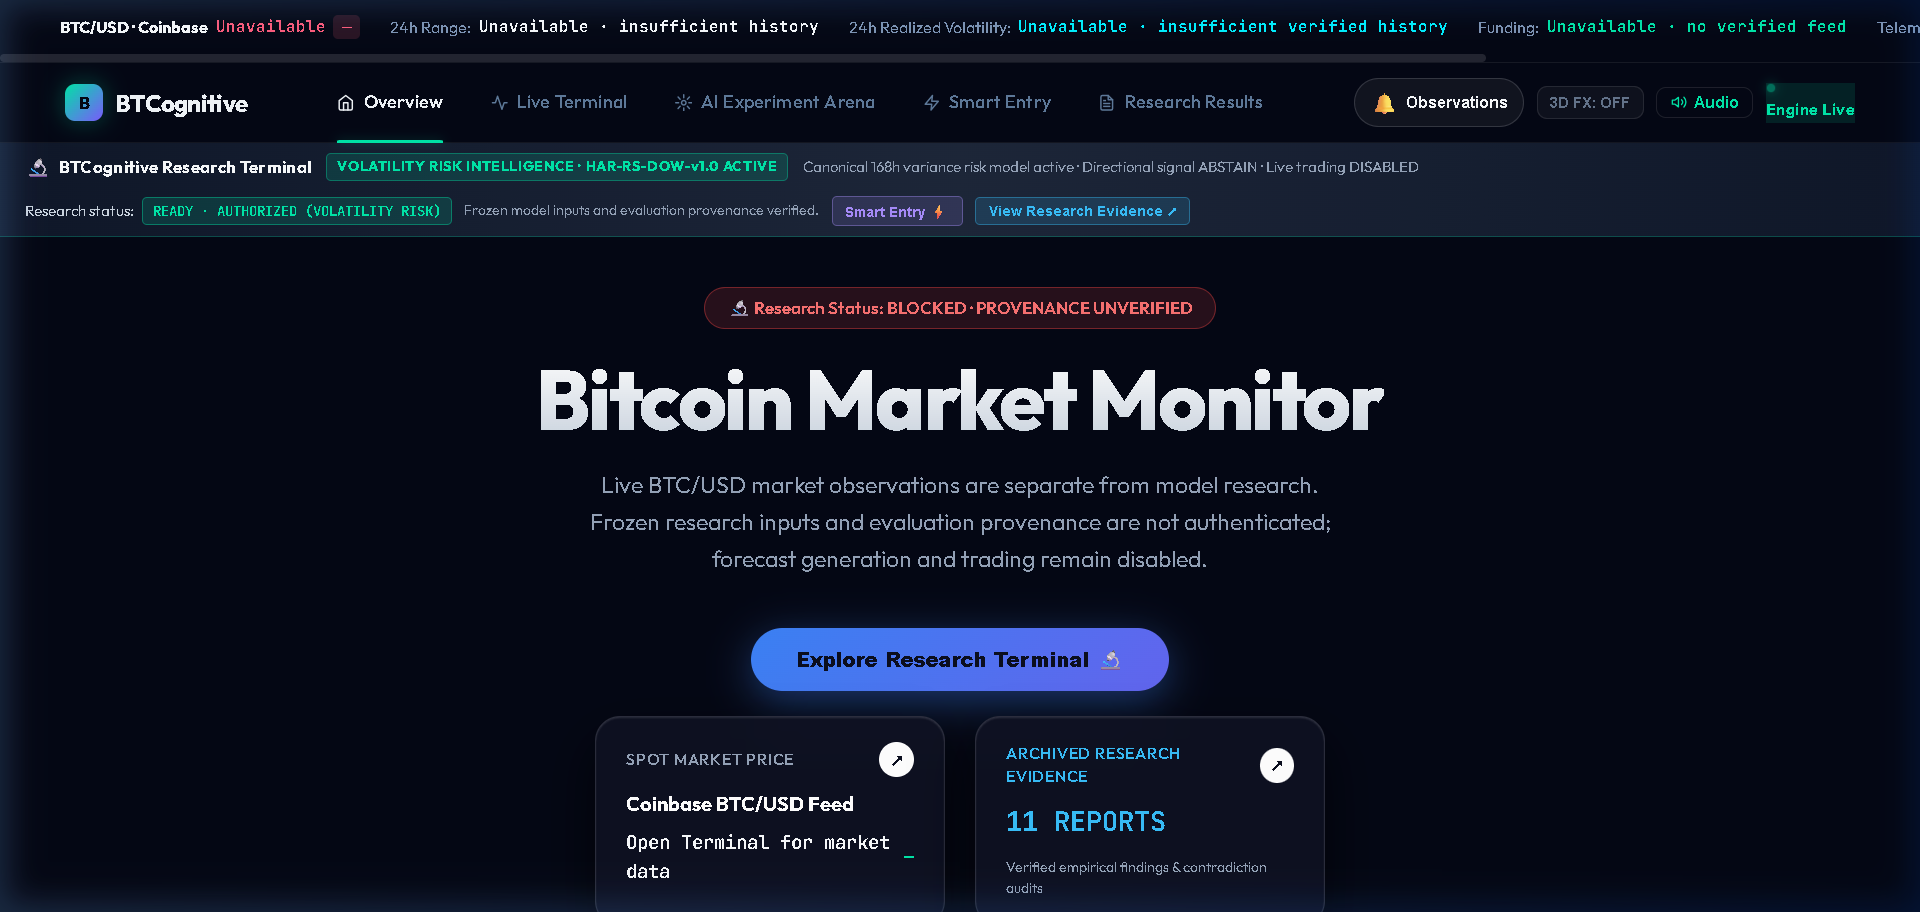 BTC/USD · Coinbase Unavailable — 24h Range: Unavailable · insufficient history 24h Realized Volatility: Unavailable · insufficient verified history Funding: Unavailable · no verified feed Telem
B BTCognitive Overview Live Terminal AI Experiment Arena Smart Entry Research Results Observations 3D FX: OFF Audio Engine Live
BTCognitive Research Terminal VOLATILITY RISK INTELLIGENCE · HAR-RS-DOW-v1.0 ACTIVE Canonical 168h variance risk model active · Directional signal ABSTAIN · Live trading DISABLED
Research status: READY · AUTHORIZED (VOLATILITY RISK) Frozen model inputs and evaluation provenance verified. Smart Entry ⚡ View Research Evidence ↗
🔬 Research Status: BLOCKED · PROVENANCE UNVERIFIED
Bitcoin Market Monitor
Live BTC/USD market observations are separate from model research.
Frozen research inputs and evaluation provenance are not authenticated;
forecast generation and trading remain disabled.
Explore Research Terminal 🔬
SPOT MARKET PRICE ↗
Coinbase BTC/USD Feed
Open Terminal for market
data
—
ARCHIVED RESEARCH
EVIDENCE ↗
11 REPORTS
Verified empirical findings & contradiction
audits